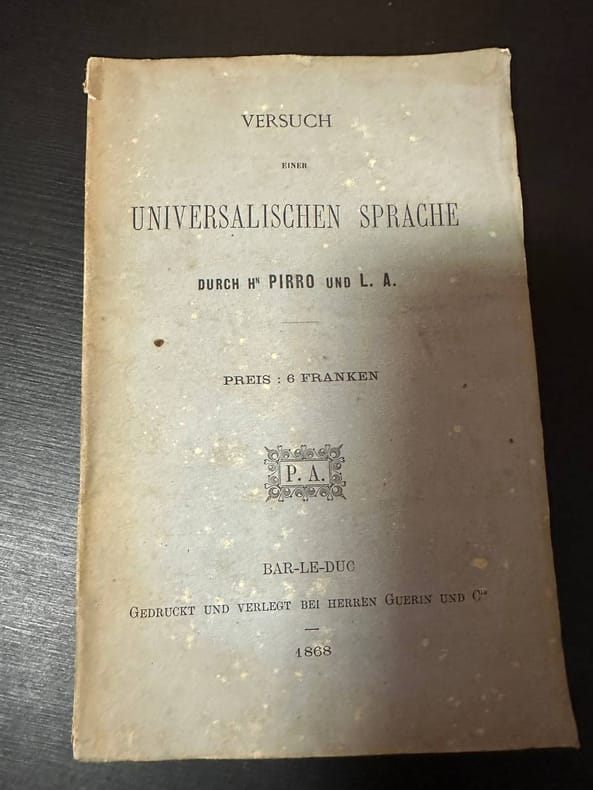 VERSUCH
EINER
UNIVERSALISCHEN SPRACHE
DURCH Hᴺ PIRRO UND L. A.
PREIS : 6 FRANKEN
P. A.
BAR-LE-DUC
GEDRUCKT UND VERLEGT BEI HERREN GUERIN UND Cⁱᵉ
1868